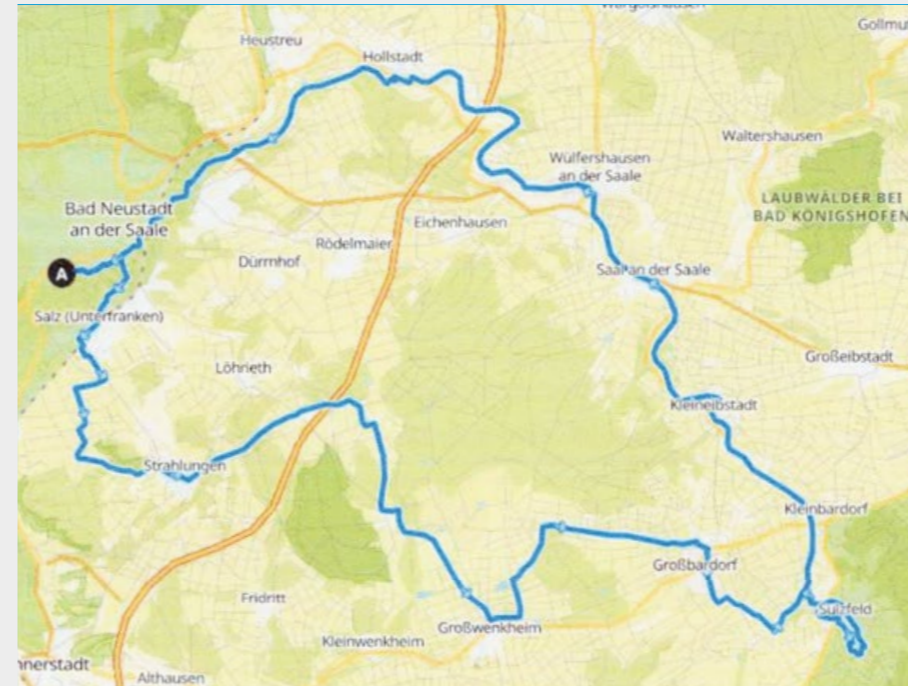 Heustreu
Hollstadt
Gollmu
Waltershausen
Wülfershausen
an der Saale
LAUBWÄLDER BEI
BAD KÖNIGSHOFEN
Bad Neustadt
an der Saale
Eichenhausen
Rödelmaier
Dürrnhof
A
Saal an der Saale
Salz (Unterfranken)
Großeibstadt
Löhrieth
Kleineibstadt
Strahlungen
Kleinbardorf
Großbardorf
Fridritt
Sulzfeld
Großwenkheim
Kleinwenkheim
nnerstadt
Althausen